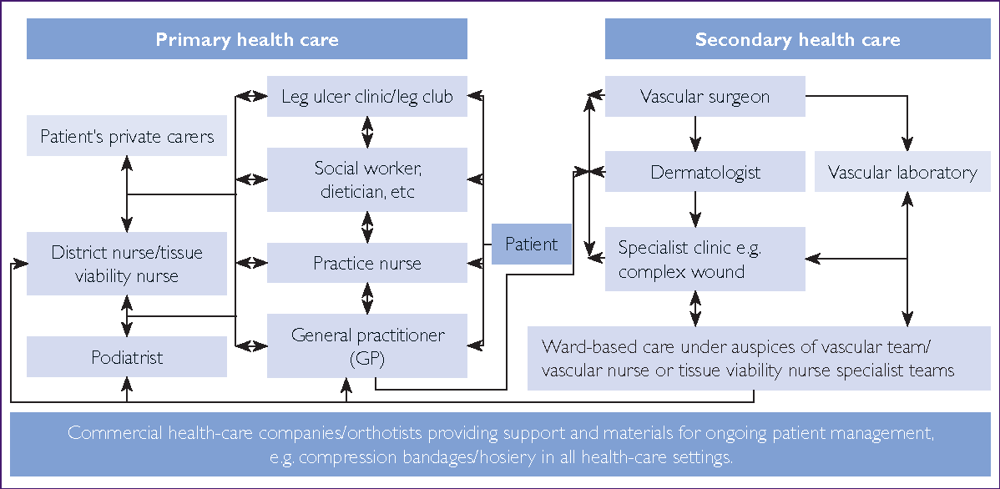 Primary health care
Secondary health care
Leg ulcer clinic/leg club
Patient's private carers
Social worker,
dietician, etc
District nurse/tissue
viability nurse
Practice nurse
General practitioner
(GP)
Podiatrist
Patient
Vascular surgeon
Dermatologist
Vascular laboratory
Specialist clinic e.g.
complex wound
Ward-based care under auspices of vascular team/
vascular nurse or tissue viability nurse specialist teams
Commercial health-care companies/orthotists providing support and materials for ongoing patient management,
e.g. compression bandages/hosiery in all health-care settings.